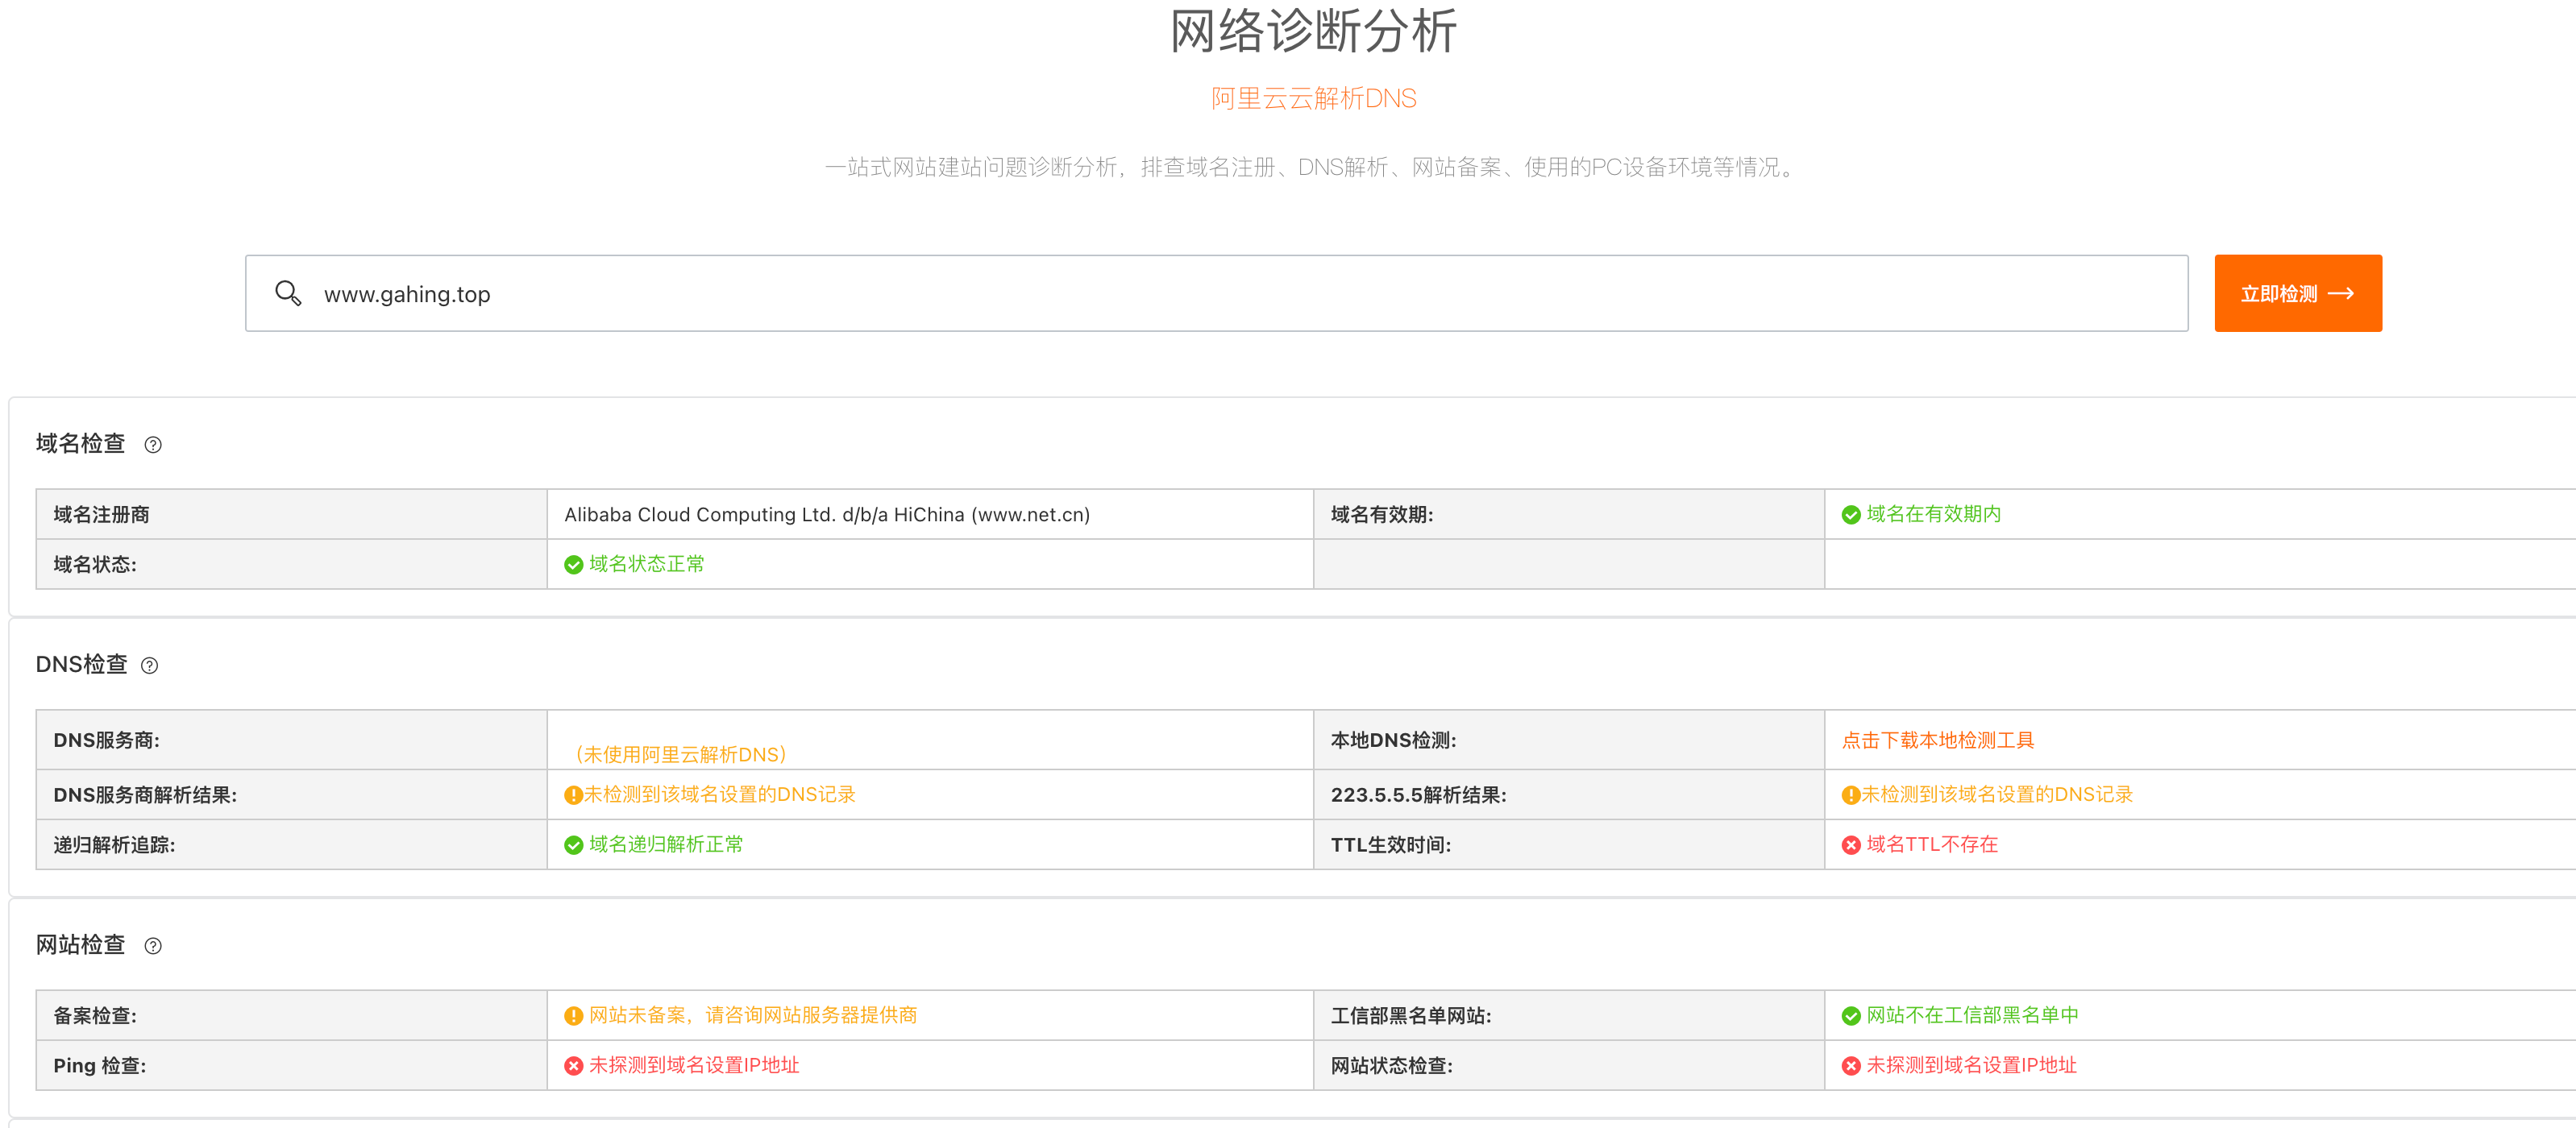 网络诊断分析
阿里云云解析DNS
一站式网站建站问题诊断分析，排查域名注册、DNS解析、网站备案、使用的PC设备环境等情况。
www.gahing.top
立即检测
域名检查
域名注册商 Alibaba Cloud Computing Ltd. d/b/a HiChina (www.net.cn) 域名有效期: 域名在有效期内
域名状态: 域名状态正常
DNS检查
DNS服务商: （未使用阿里云解析DNS） 本地DNS检测: 点击下载本地检测工具
DNS服务商解析结果: 未检测到该域名设置的DNS记录 223.5.5.5解析结果: 未检测到该域名设置的DNS记录
递归解析追踪: 域名递归解析正常 TTL生效时间: 域名TTL不存在
网站检查
备案检查: 网站未备案，请咨询网站服务器提供商 工信部黑名单网站: 网站不在工信部黑名单中
Ping 检查: 未探测到域名设置IP地址 网站状态检查: 未探测到域名设置IP地址